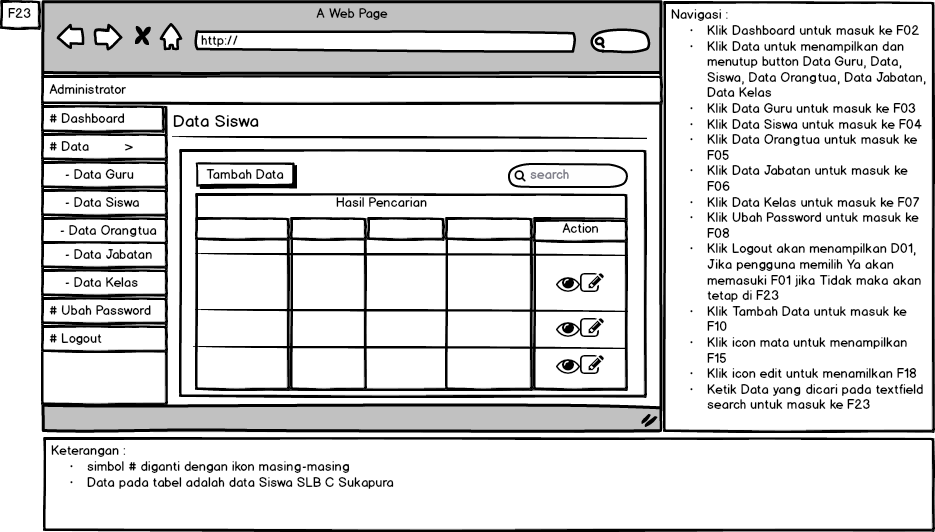 F23
A Web Page
http://
Administrator
# Dashboard
# Data >
- Data Guru
- Data Siswa
- Data Orangtua
- Data Jabatan
- Data Kelas
# Ubah Password
# Logout
Data Siswa
Tambah Data
search
Hasil Pencarian
Action
Navigasi :
· Klik Dashboard untuk masuk ke F02
· Klik Data untuk menampilkan dan
menutup button Data Guru, Data,
Siswa, Data Orangtua, Data Jabatan,
Data Kelas
· Klik Data Guru untuk masuk ke F03
· Klik Data Siswa untuk masuk ke F04
· Klik Data Orangtua untuk masuk ke
F05
· Klik Data Jabatan untuk masuk ke
F06
· Klik Data Kelas untuk masuk ke F07
· Klik Ubah Password untuk masuk ke
F08
· Klik Logout akan menampilkan D01,
Jika pengguna memilih Ya akan
memasuki F01 jika Tidak maka akan
tetap di F23
· Klik Tambah Data untuk masuk ke
F10
· Klik icon mata untuk menampilkan
F15
· Klik icon edit untuk menamilkan F18
· Ketik Data yang dicari pada textfield
search untuk masuk ke F23
Keterangan :
· simbol # diganti dengan ikon masing-masing
· Data pada tabel adalah data Siswa SLB C Sukapura